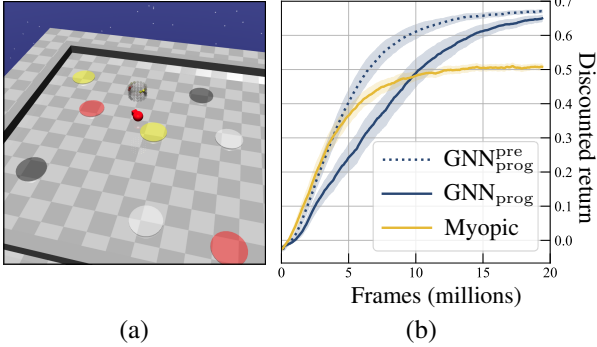 0.7
0.6
0.5
0.4
0.3
0.2
0.1
0.0
Discounted return
GNN^pre_prog
GNN_prog
Myopic
0 5 10 15 20
Frames (millions)
(a) (b)